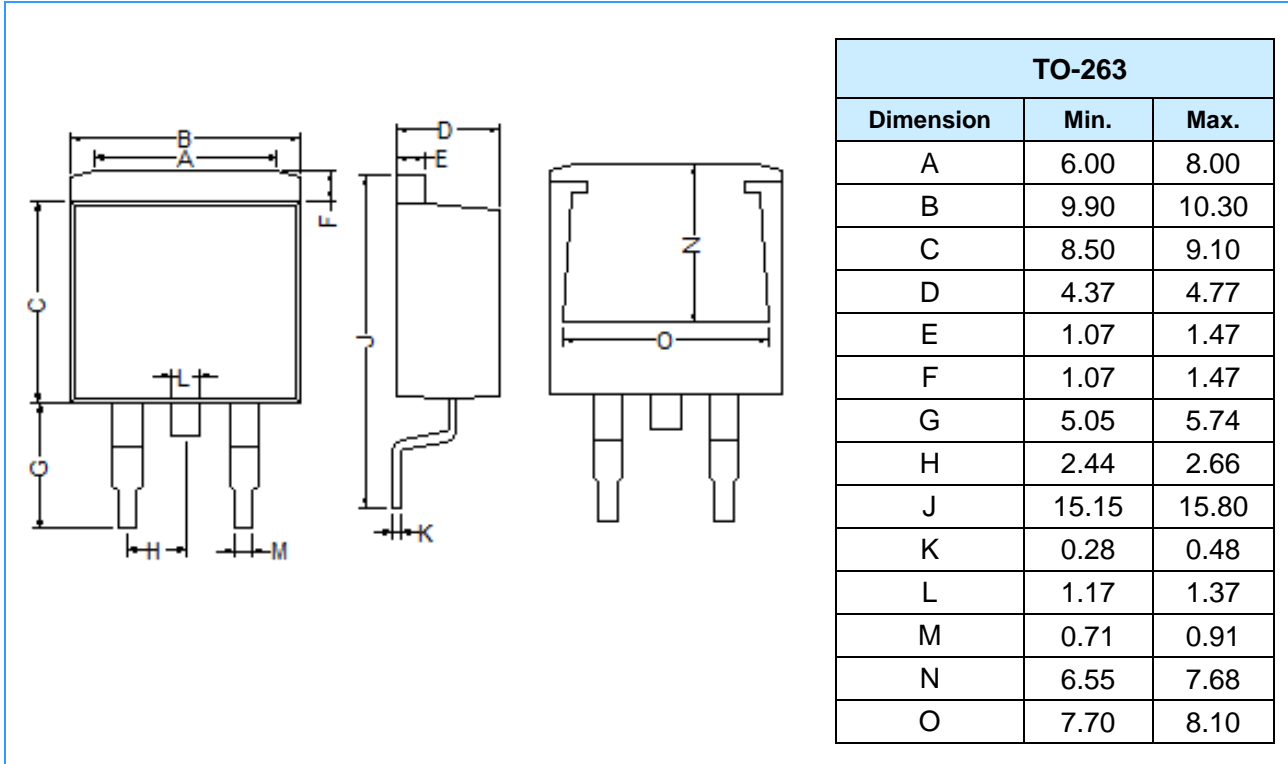 B
A
F
C
L
G
H
M
D
E
J
K
N
O
TO-263
Dimension Min. Max.
A 6.00 8.00
B 9.90 10.30
C 8.50 9.10
D 4.37 4.77
E 1.07 1.47
F 1.07 1.47
G 5.05 5.74
H 2.44 2.66
J 15.15 15.80
K 0.28 0.48
L 1.17 1.37
M 0.71 0.91
N 6.55 7.68
O 7.70 8.10